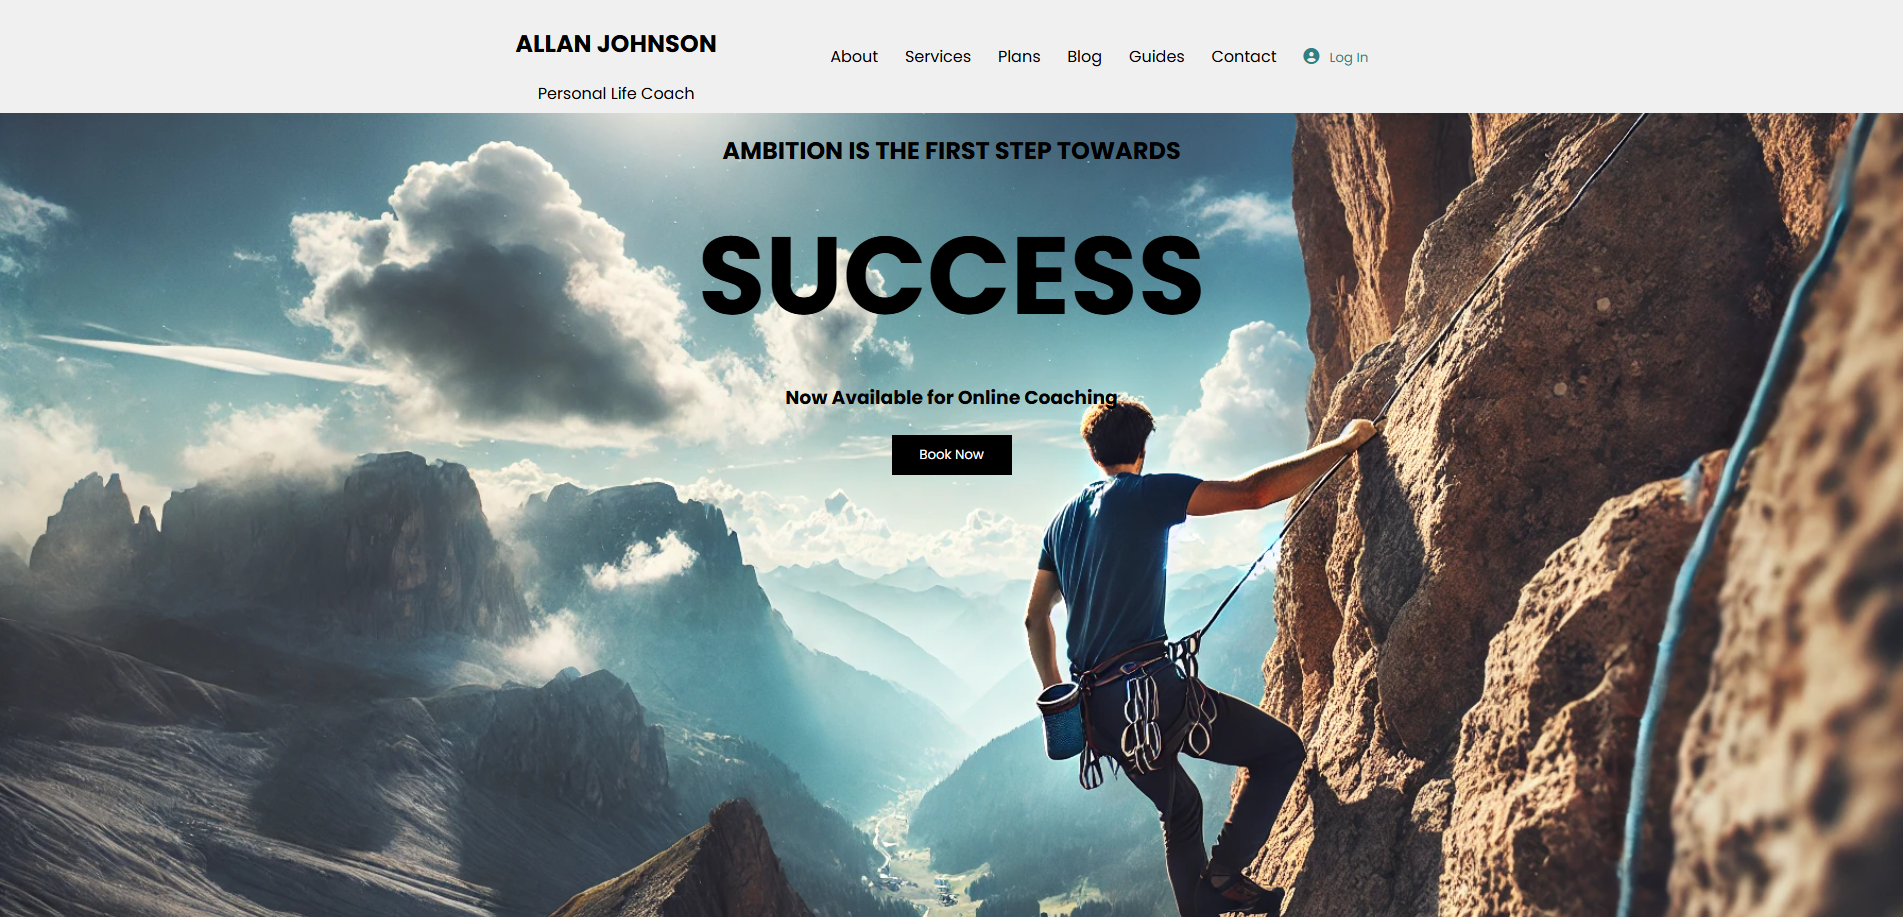 ALLAN JOHNSON
Personal Life Coach
About Services Plans Blog Guides Contact Log In
AMBITION IS THE FIRST STEP TOWARDS
SUCCESS
Now Available for Online Coaching
Book Now